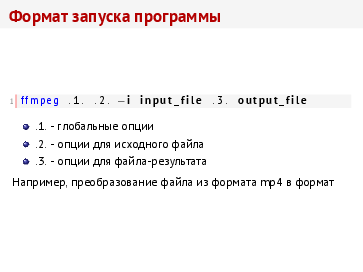 Формат запуска программы
1 ffmpeg .1. .2. –i input_file .3. output_file
.1. - глобальные опции
.2. - опции для исходного файла
.3. - опции для файла-результата
Например, преобразование файла из формата mp4 в формат